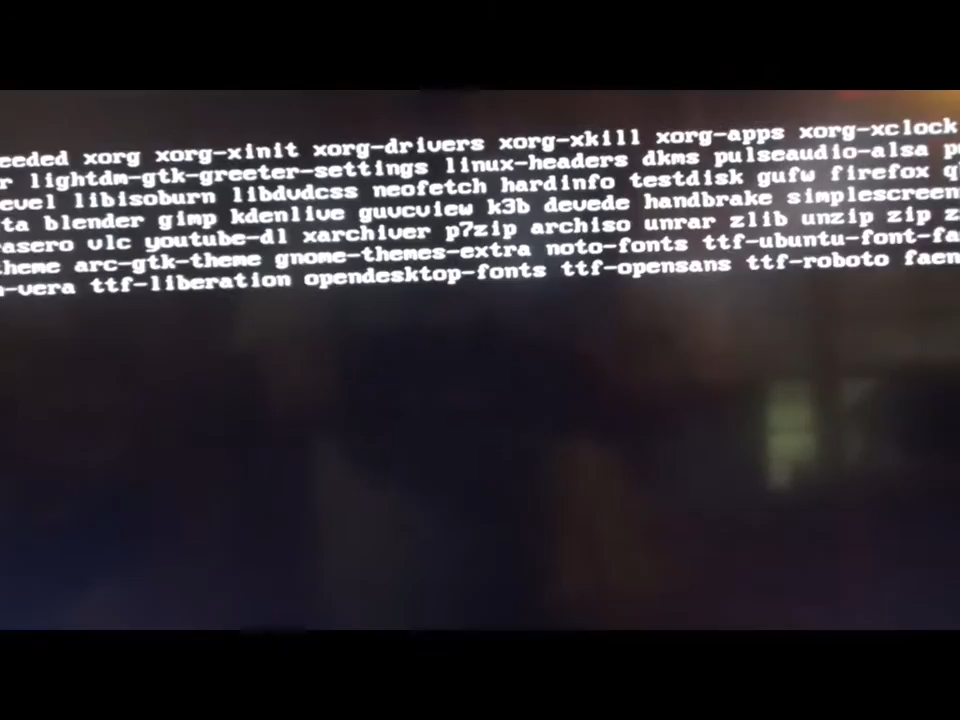 eeded xorg xorg-xinit xorg-drivers xorg-xkill xorg-apps xorg-xclock
r lightdm-gtk-greeter-settings linux-headers dkms pulseaudio-alsa
evel libisoburn libdvdcss neofetch hardinfo testdisk gufw firefox
ta blender gimp kdenlive guvcview k3b devede handbrake simplescreen
rasero vlc youtube-dl xarchiver p7zip archiso unrar zlib unzip zip
heme arc-gtk-theme gnome-themes-extra noto-fonts ttf-ubuntu-font-fa
-vera ttf-liberation opendesktop-fonts ttf-opensans ttf-roboto faen